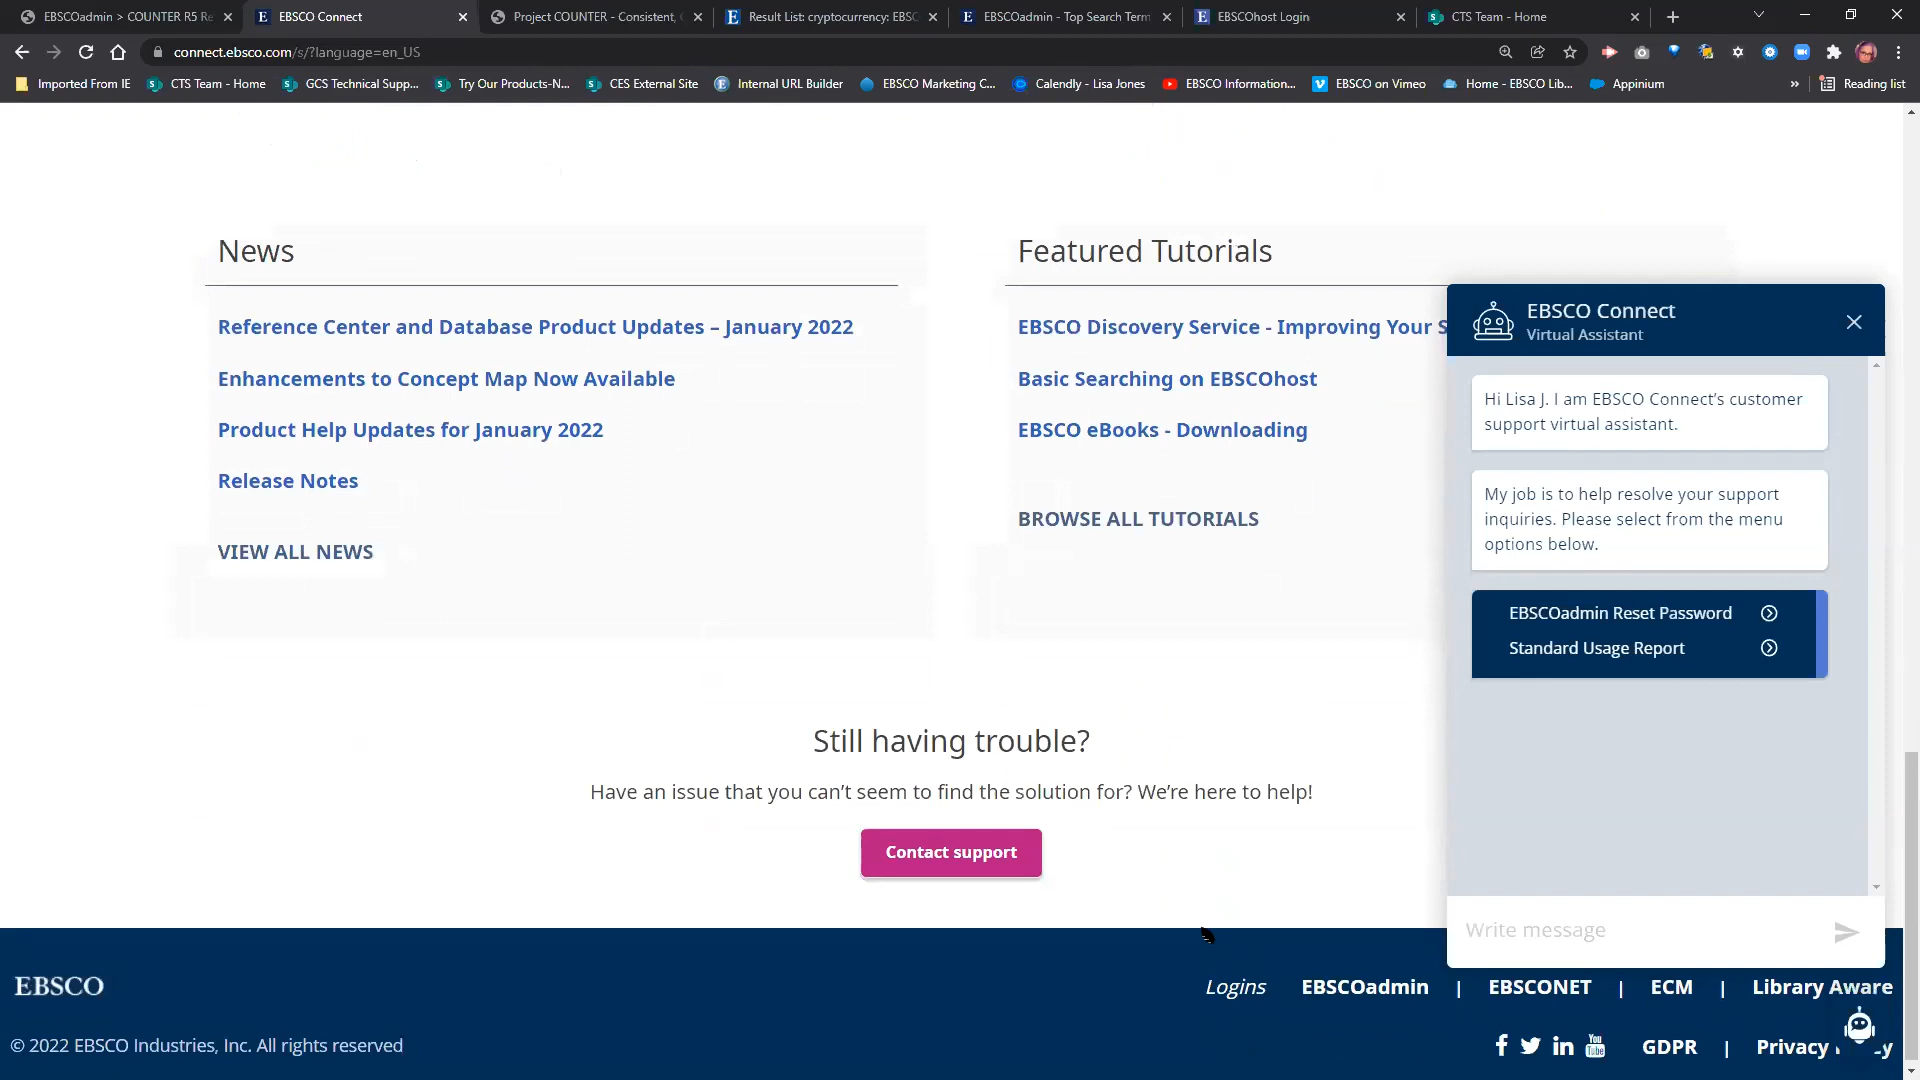 EBSCOadmin > COUNTER R5 Re
EBSCO Connect
Project COUNTER - Consistent, C
Result List: cryptocurrency: EBSC
EBSCOadmin - Top Search Term
EBSCOhost Login
CTS Team - Home
connect.ebsco.com/s/?language=en_US
Imported From IE
CTS Team - Home
GCS Technical Supp...
Try Our Products-N...
CES External Site
Internal URL Builder
EBSCO Marketing C...
Calendly - Lisa Jones
EBSCO Information...
EBSCO on Vimeo
Home - EBSCO Lib...
Appinium
»
Reading list
News
Reference Center and Database Product Updates – January 2022
Enhancements to Concept Map Now Available
Product Help Updates for January 2022
Release Notes
VIEW ALL NEWS
Featured Tutorials
EBSCO Discovery Service - Improving Your S
Basic Searching on EBSCOhost
EBSCO eBooks - Downloading
BROWSE ALL TUTORIALS
EBSCO Connect
Virtual Assistant
Hi Lisa J. I am EBSCO Connect's customer
support virtual assistant.
My job is to help resolve your support
inquiries. Please select from the menu
options below.
EBSCOadmin Reset Password
Standard Usage Report
Write message
Still having trouble?
Have an issue that you can't seem to find the solution for? We're here to help!
Contact support
EBSCO
Logins EBSCOadmin | EBSCONET | ECM | Library Aware
© 2022 EBSCO Industries, Inc. All rights reserved
You Tube
GDPR | Privacy